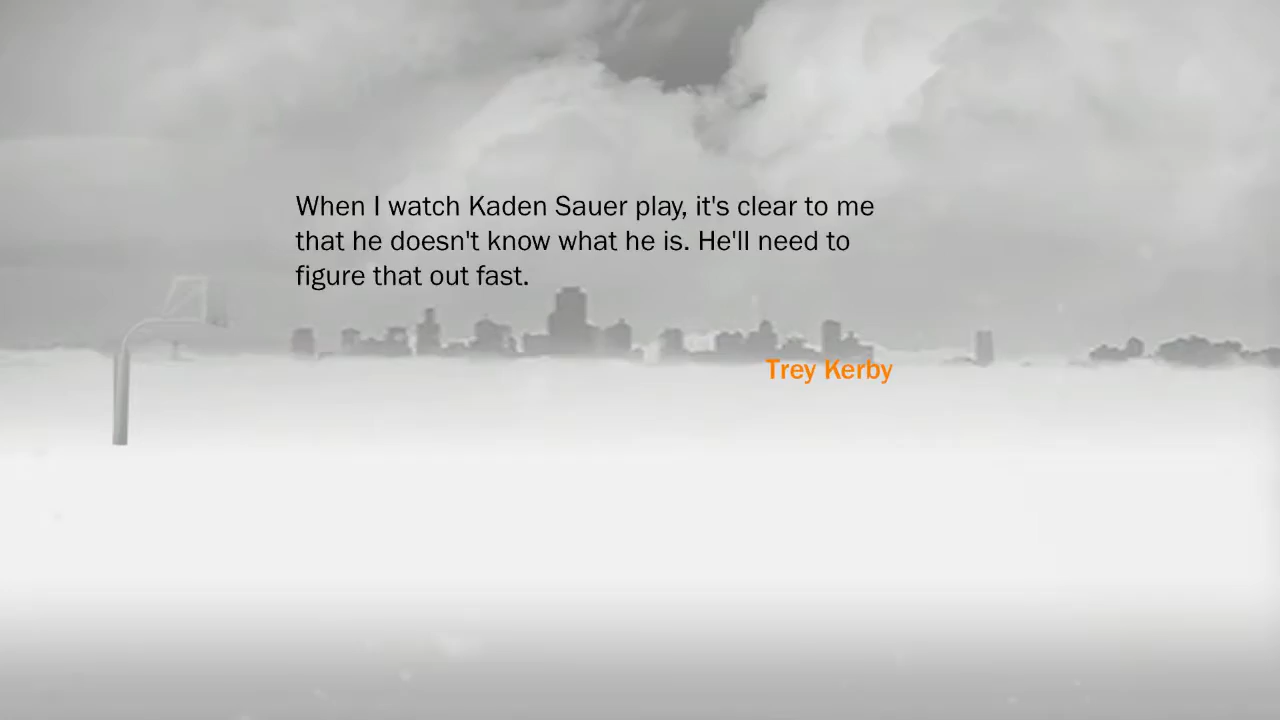 When I watch Kaden Sauer play, it's clear to me
that he doesn't know what he is. He'll need to
figure that out fast.
Trey Kerby